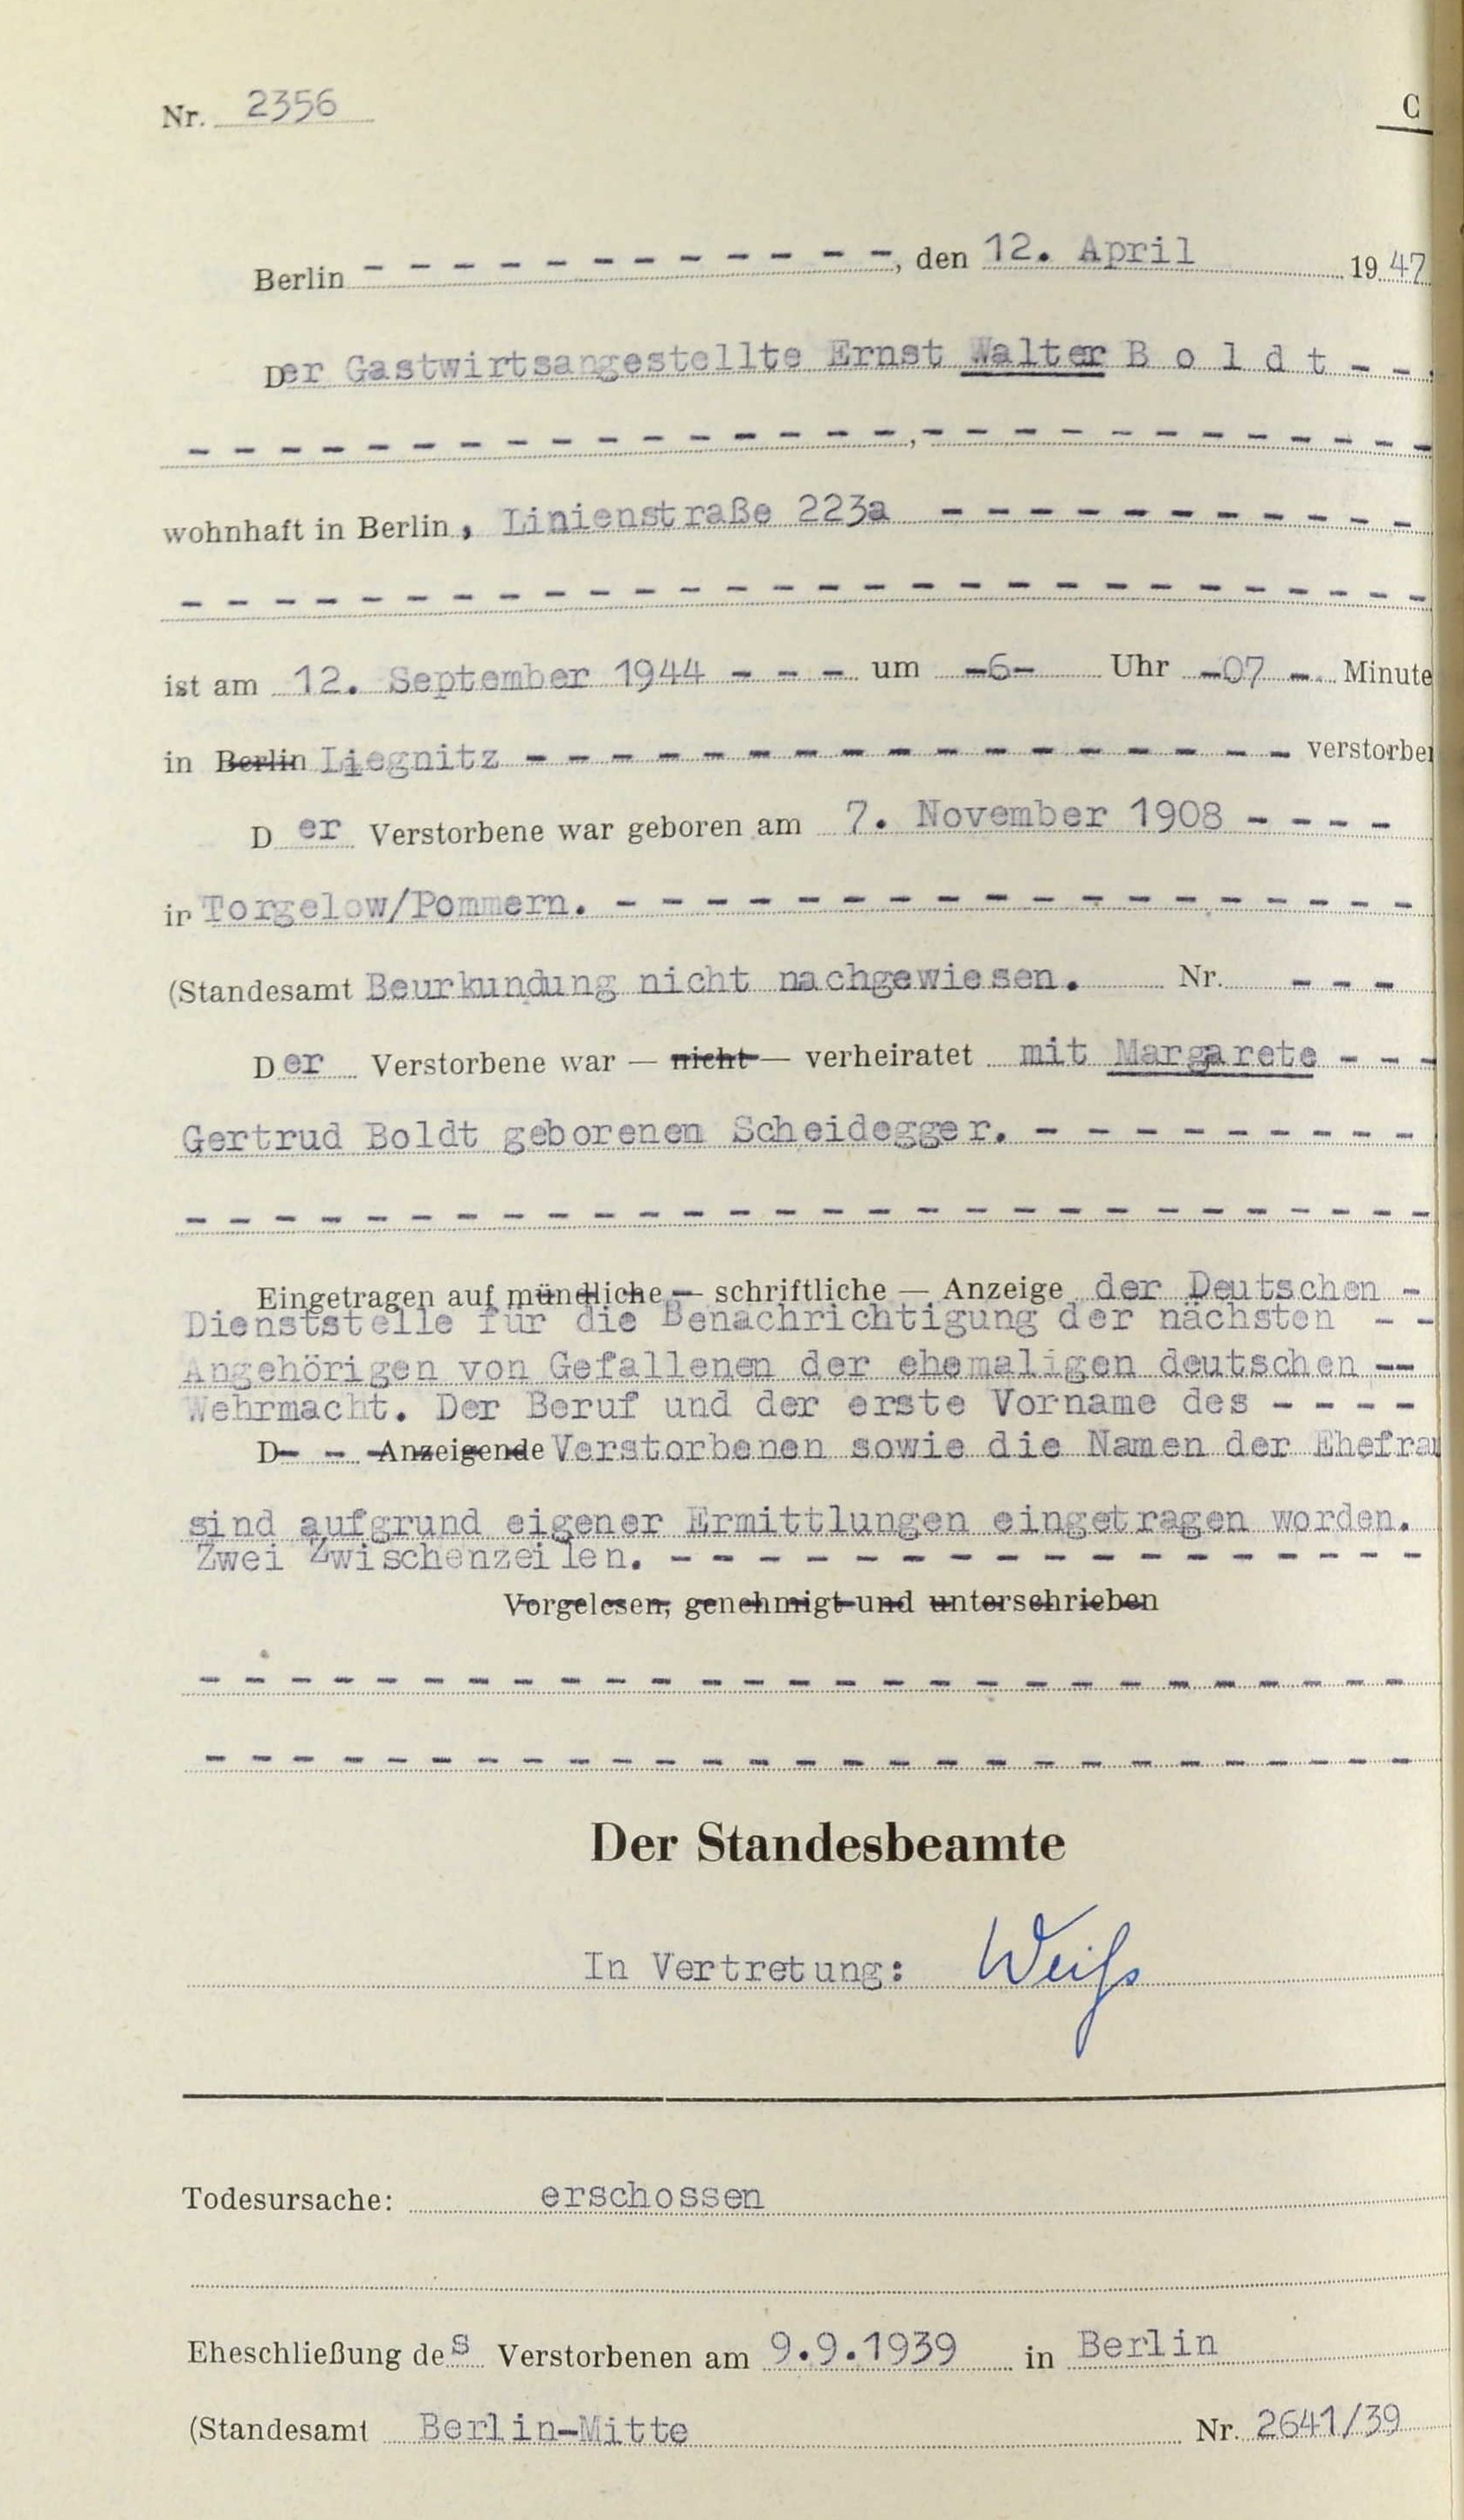 Nr. 2356
C
Berlin - - - - - - - - - - - -, den 12. April 1947
Der Gastwirtsangestellte Ernst Walter B o l d t - -
- - - - - - - - - - - - - - - -, - - - - - - - - - - -
wohnhaft in Berlin, Linienstraße 223a - - - - - - - - - - -
- - - - - - - - - - - - - - - - - - - - - - - - - - -
ist am 12. September 1944 - - - um -6- Uhr -07 - Minute
in Berlin Liegnitz - - - - - - - - - - - - - - - - - verstorben
Der Verstorbene war geboren am 7. November 1908 - - - -
in Torgelow/Pommern. - - - - - - - - - - - - - - - - - -
(Standesamt Beurkundung nicht nachgewiesen. Nr. - - -
Der Verstorbene war — nicht — verheiratet mit Margarete - - -
Gertrud Boldt geborenen Scheidegger. - - - - - - - - -
- - - - - - - - - - - - - - - - - - - - - - - - - - -
Eingetragen auf mündliche — schriftliche — Anzeige der Deutschen -
Dienststelle für die Benachrichtigung der nächsten - -
Angehörigen von Gefallenen der ehemaligen deutschen --
Wehrmacht. Der Beruf und der erste Vorname des - - - -
D- - -Anzeigende Verstorbenen sowie die Namen der Ehefrau
sind aufgrund eigener Ermittlungen eingetragen worden.
Zwei Zwischenzeilen. - - - - - - - - - - - - - - - - -
Vorgelesen, genehmigt und unterschrieben
- - - - - - - - - - - - - - - - - - - - - - - - - - -
- - - - - - - - - - - - - - - - - - - - - - - - - - -
Der Standesbeamte
In Vertretung: Weiß
Todesursache: erschossen
Eheschließung des Verstorbenen am 9.9.1939 in Berlin
(Standesamt Berlin-Mitte Nr. 2641/39